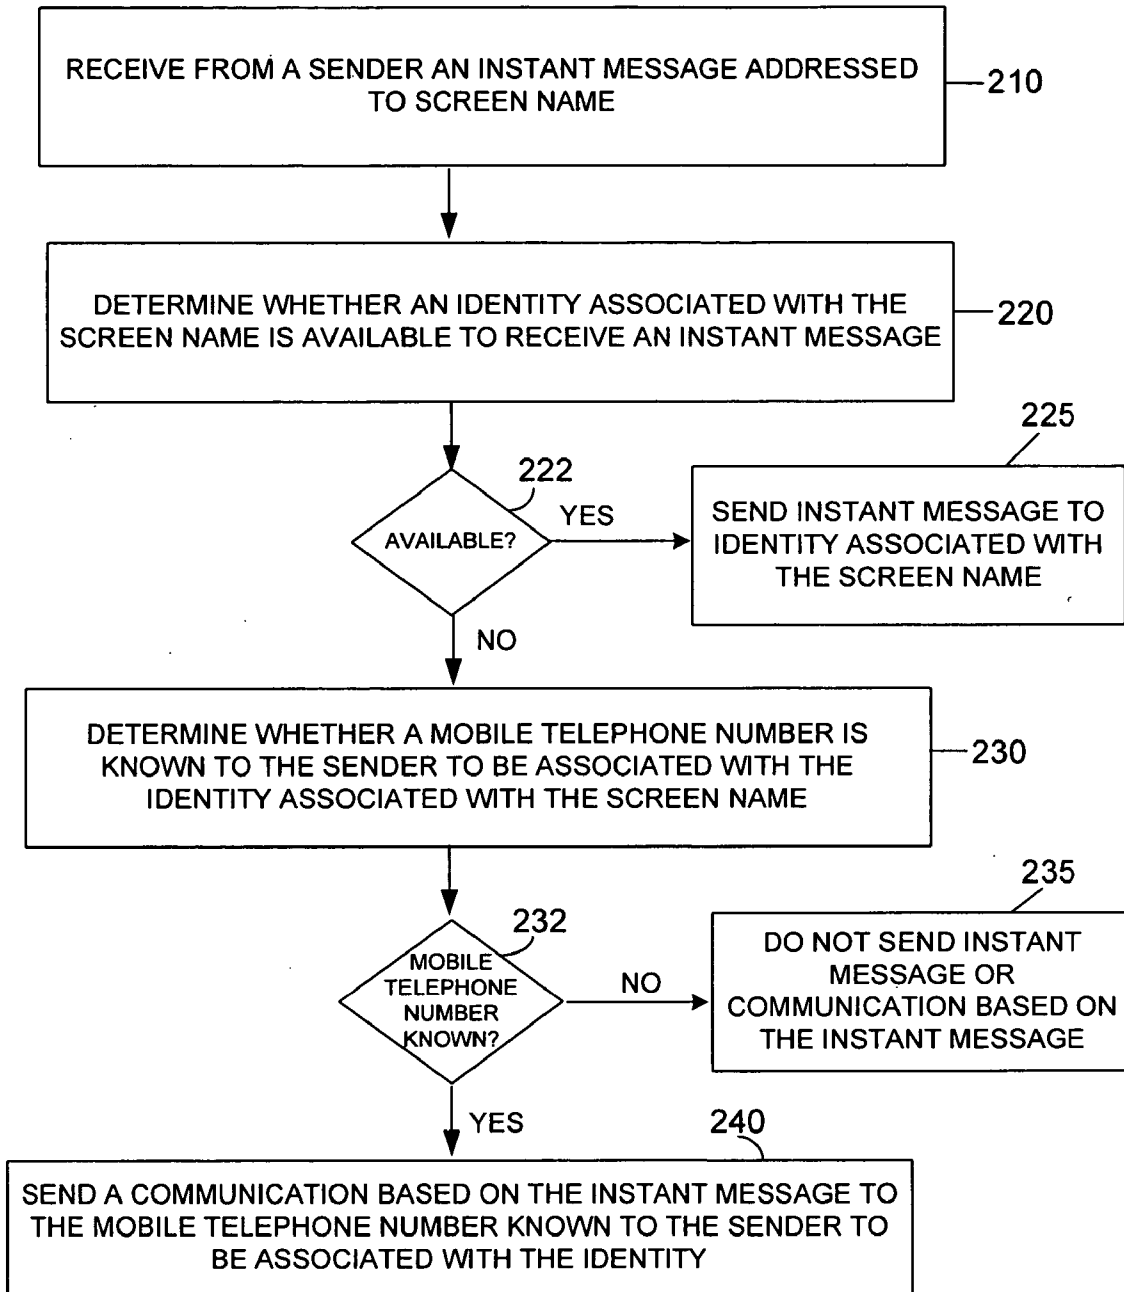 RECEIVE FROM A SENDER AN INSTANT MESSAGE ADDRESSED
TO SCREEN NAME
210
DETERMINE WHETHER AN IDENTITY ASSOCIATED WITH THE
SCREEN NAME IS AVAILABLE TO RECEIVE AN INSTANT MESSAGE
220
225
222
AVAILABLE?
YES
SEND INSTANT MESSAGE TO
IDENTITY ASSOCIATED WITH
THE SCREEN NAME
NO
DETERMINE WHETHER A MOBILE TELEPHONE NUMBER IS
KNOWN TO THE SENDER TO BE ASSOCIATED WITH THE
IDENTITY ASSOCIATED WITH THE SCREEN NAME
230
235
232
MOBILE
TELEPHONE
NUMBER
KNOWN?
NO
DO NOT SEND INSTANT
MESSAGE OR
COMMUNICATION BASED ON
THE INSTANT MESSAGE
YES
240
SEND A COMMUNICATION BASED ON THE INSTANT MESSAGE TO
THE MOBILE TELEPHONE NUMBER KNOWN TO THE SENDER TO
BE ASSOCIATED WITH THE IDENTITY